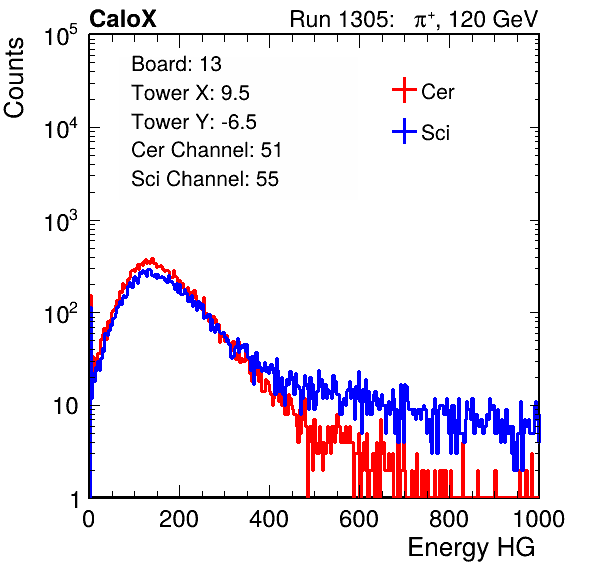 CaloX Run 1305: π⁺, 120 GeV
Counts
10⁵
10⁴
10³
10²
10
1
Board: 13
Tower X: 9.5
Tower Y: -6.5
Cer Channel: 51
Sci Channel: 55
Cer
Sci
0 200 400 600 800 1000
Energy HG